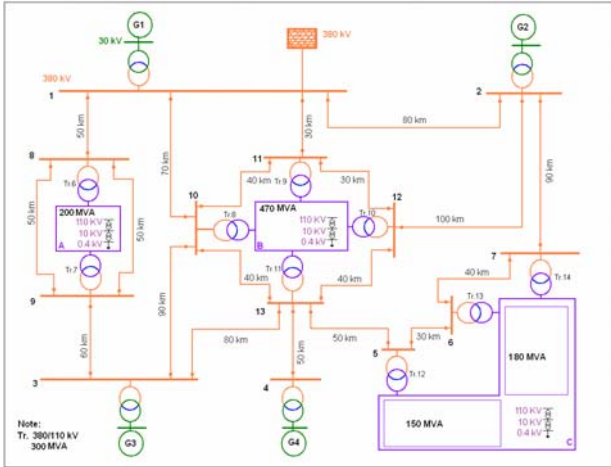 G1
30 kV
380 kV
G2
380 kV
1
2
80 km
50 km
70 km
30 km
90 km
8
11
Tr.6
40 km
Tr.9
30 km
10
12
200 MVA
110 KV
10 KV
0.4 kV
A
50 km
50 km
Tr.8
470 MVA
110 KV
10 KV
0.4 kV
B
Tr.10
100 km
Tr.7
Tr.11
7
40 km
Tr.14
9
40 km
40 km
Tr.13
13
90 km
6
60 km
80 km
50 km
50 km
30 km
5
180 MVA
3
4
Tr.12
150 MVA
110 KV
10 KV
0.4 kV
C
Note:
Tr. 380/110 kV
300 MVA
G3
G4